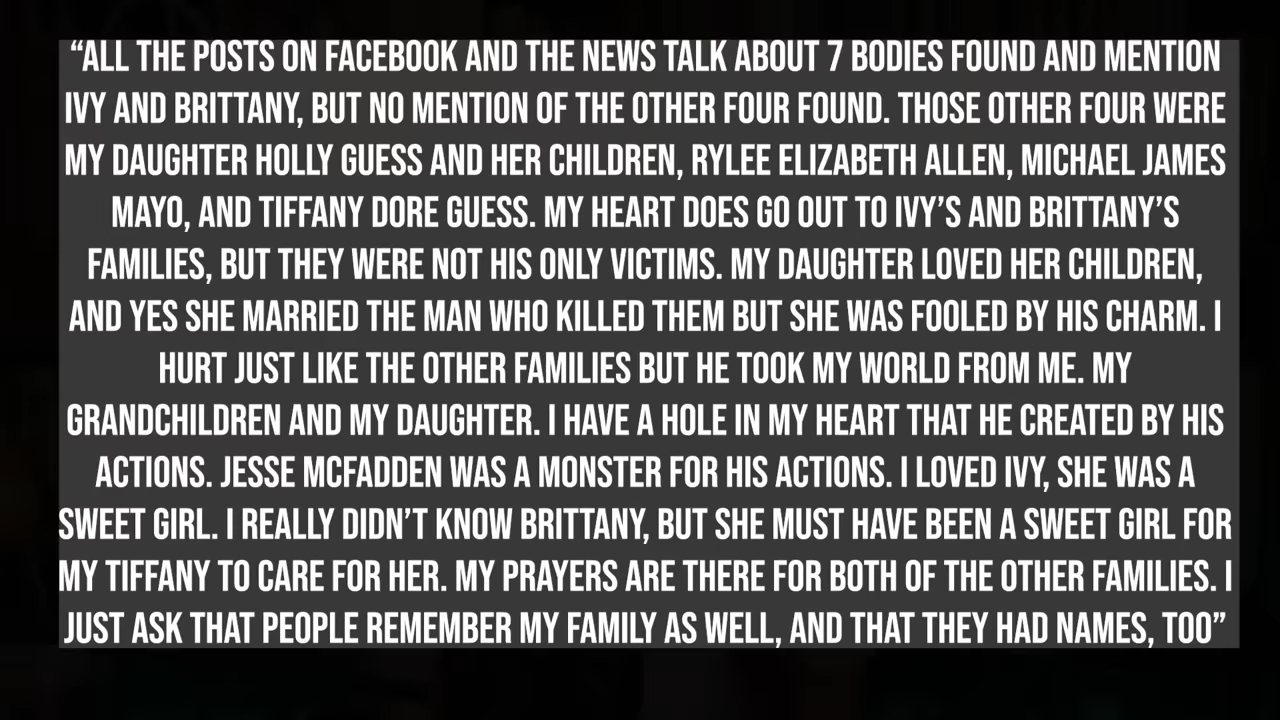 “ALL THE POSTS ON FACEBOOK AND THE NEWS TALK ABOUT 7 BODIES FOUND AND MENTION
IVY AND BRITTANY, BUT NO MENTION OF THE OTHER FOUR FOUND. THOSE OTHER FOUR WERE
MY DAUGHTER HOLLY GUESS AND HER CHILDREN, RYLEE ELIZABETH ALLEN, MICHAEL JAMES
MAYO, AND TIFFANY DORE GUESS. MY HEART DOES GO OUT TO IVY’S AND BRITTANY’S
FAMILIES, BUT THEY WERE NOT HIS ONLY VICTIMS. MY DAUGHTER LOVED HER CHILDREN,
AND YES SHE MARRIED THE MAN WHO KILLED THEM BUT SHE WAS FOOLED BY HIS CHARM. I
HURT JUST LIKE THE OTHER FAMILIES BUT HE TOOK MY WORLD FROM ME. MY
GRANDCHILDREN AND MY DAUGHTER. I HAVE A HOLE IN MY HEART THAT HE CREATED BY HIS
ACTIONS. JESSE MCFADDEN WAS A MONSTER FOR HIS ACTIONS. I LOVED IVY, SHE WAS A
SWEET GIRL. I REALLY DIDN’T KNOW BRITTANY, BUT SHE MUST HAVE BEEN A SWEET GIRL FOR
MY TIFFANY TO CARE FOR HER. MY PRAYERS ARE THERE FOR BOTH OF THE OTHER FAMILIES. I
JUST ASK THAT PEOPLE REMEMBER MY FAMILY AS WELL, AND THAT THEY HAD NAMES, TOO”